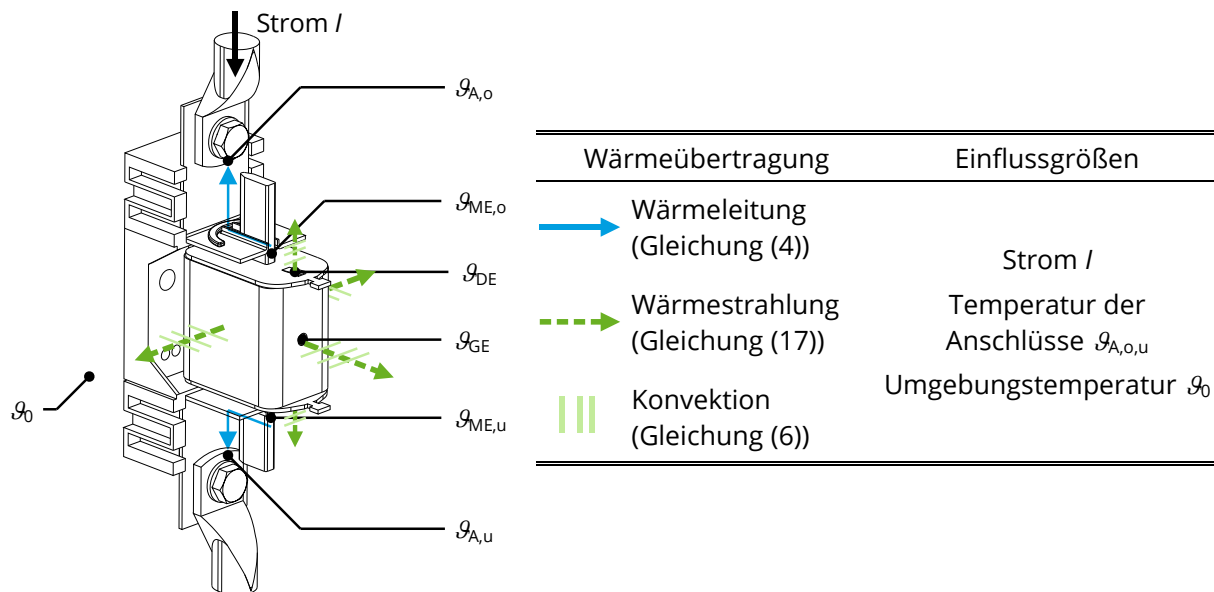 Strom I
ϑA,o
ϑME,o
ϑDE
ϑGE
ϑ0
ϑME,u
ϑA,u
Wärmeübertragung
Einflussgrößen
Wärmeleitung
(Gleichung (4))
Wärmestrahlung
(Gleichung (17))
Konvektion
(Gleichung (6))
Strom I
Temperatur der
Anschlüsse ϑA,o,u
Umgebungstemperatur ϑ0